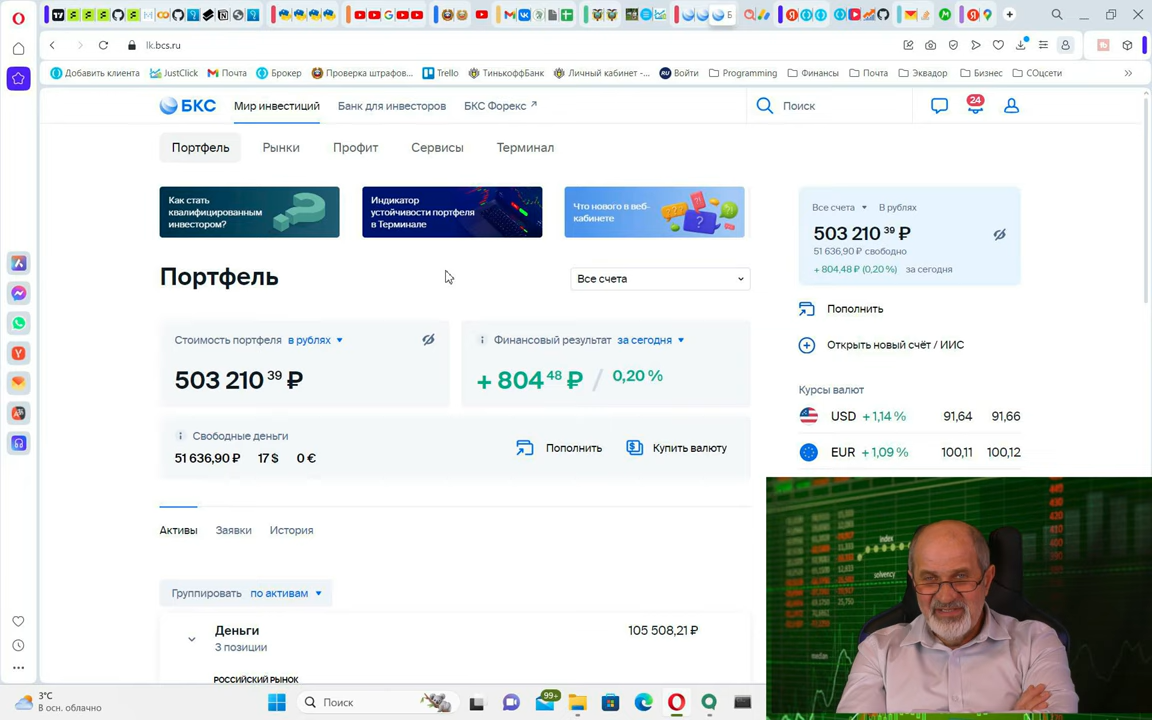 lk.bcs.ru
Добавить клиента JustClick Почта Брокер Проверка штрафов... Trello ТинькоффБанк Личный кабинет -... Войти Programming Финансы Почта Эквадор Бизнес СОцсети
БКС Мир инвестиций Банк для инвесторов БКС Форекс Поиск 24
Портфель Рынки Профит Сервисы Терминал
Как стать
квалифицированным
инвестором?
Индикатор
устойчивости портфеля
в Терминале
Что нового в веб-
кабинете
Все счета В рублях
503 210 39 ₽
51 636,90 ₽ свободно
+ 804,48 ₽ (0,20 %) за сегодня
Портфель Все счета
Пополнить
Открыть новый счёт / ИИС
Стоимость портфеля в рублях
503 210 39 ₽
Финансовый результат за сегодня
+ 804 48 ₽ / 0,20 %
Курсы валют
USD + 1,14 % 91,64 91,66
EUR + 1,09 % 100,11 100,12
Свободные деньги
51 636,90 ₽ 17 $ 0 €
Пополнить Купить валюту
Активы Заявки История
Группировать по активам
Деньги 105 508,21 ₽
3 позиции
РОССИЙСКИЙ РЫНОК
index
solvency
median
3°C
В осн. облачно
Поиск
99+